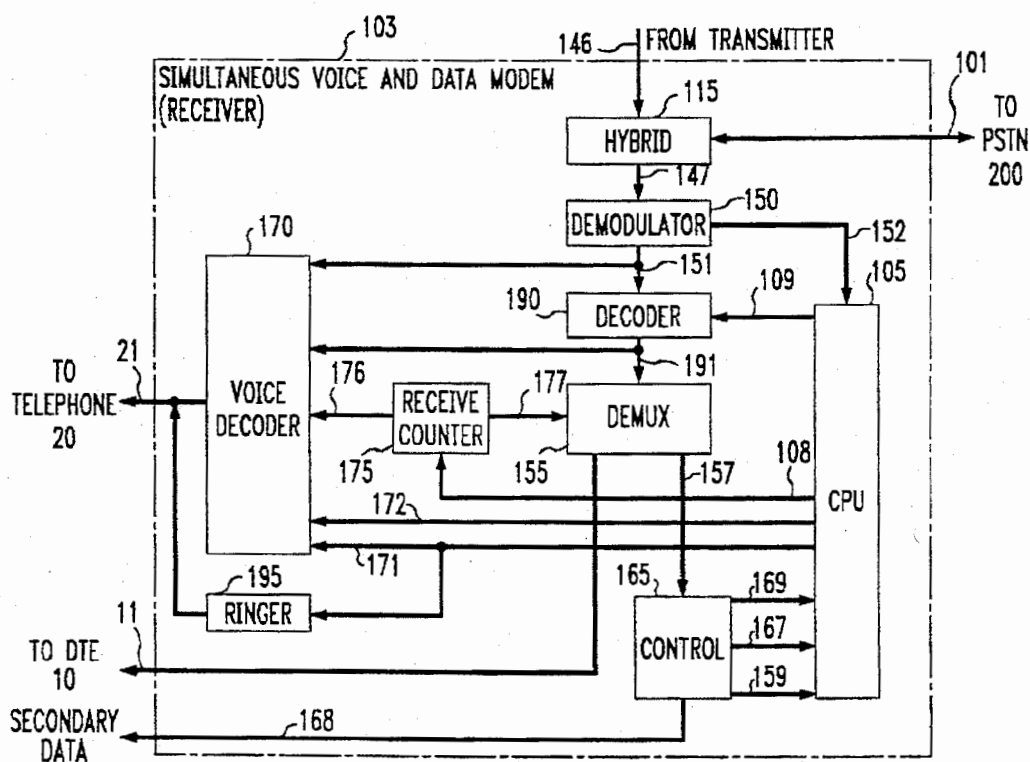 103
146
FROM TRANSMITTER
SIMULTANEOUS VOICE AND DATA MODEM
(RECEIVER)
115
101
TO
PSTN
200
HYBRID
147
150
DEMODULATOR
152
170
151
105
190
DECODER
109
191
21
TO
TELEPHONE
20
VOICE
DECODER
176
RECEIVE
COUNTER
177
DEMUX
175
155
157
108
CPU
172
171
195
RINGER
165
CONTROL
169
167
159
11
TO DTE
10
SECONDARY
DATA
168